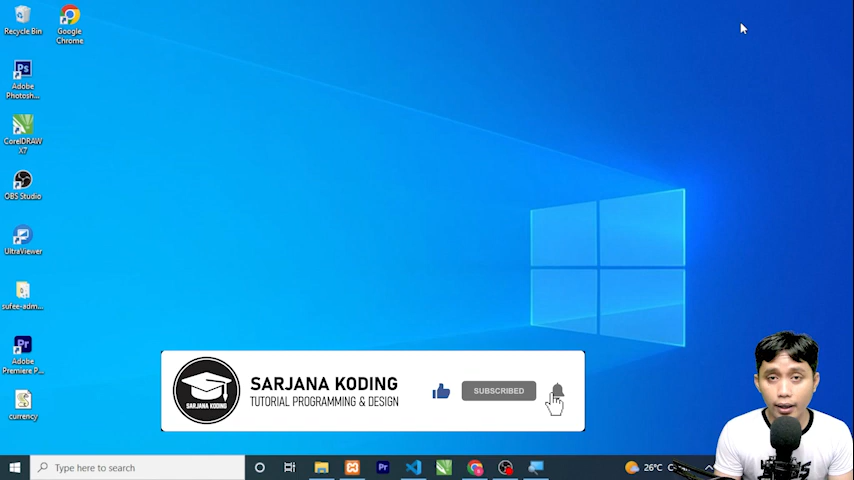 Recycle Bin
Google
Chrome
Adobe
Photosh...
CorelDRAW
X7
OBS Studio
UltraViewer
sufee-adm...
Adobe
Premiere P...
currency
SARJANA KODING
SARJANA KODING
TUTORIAL PROGRAMMING & DESIGN
SUBSCRIBED
Type here to search
26°C